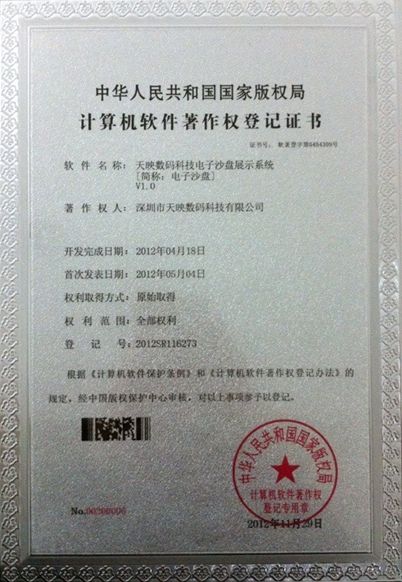 中华人民共和国国家版权局
计算机软件著作权登记证书
证书号： 软著登字第0484309号
软件名称： 天映数码科技电子沙盘展示系统
[简称：电子沙盘]
V1.0
著作权人： 深圳市天映数码科技有限公司
开发完成日期： 2012年04月18日
首次发表日期： 2012年05月04日
权利取得方式： 原始取得
权利范围： 全部权利
登记号： 2012SR116273
根据《计算机软件保护条例》和《计算机软件著作权登记办法》的
规定，经中国版权保护中心审核，对以上事项予以登记。
中华人民共和国国家版权局
计算机软件著作权
登记专用章
No.
2012年11月29日